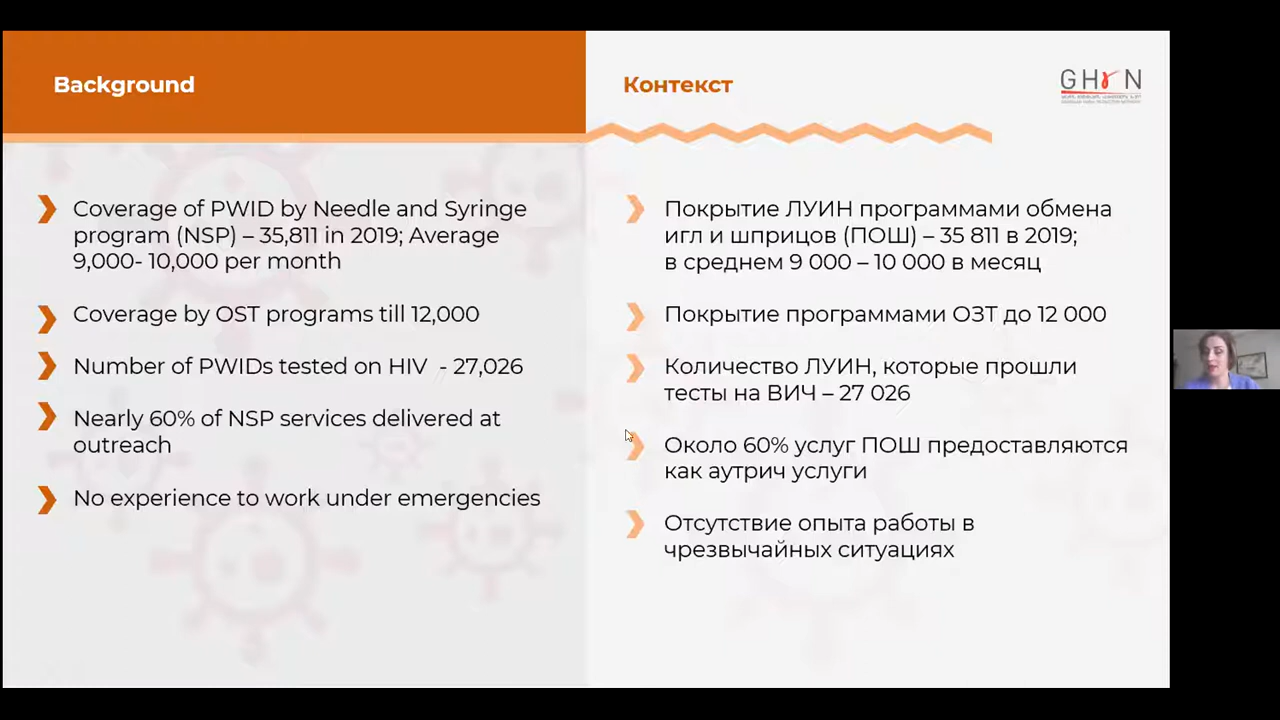 Background
Coverage of PWID by Needle and Syringe
program (NSP) – 35,811 in 2019; Average
9,000- 10,000 per month
Coverage by OST programs till 12,000
Number of PWIDs tested on HIV - 27,026
Nearly 60% of NSP services delivered at
outreach
No experience to work under emergencies
Контекст
GHRN
Покрытие ЛУИН программами обмена
игл и шприцов (ПОШ) – 35 811 в 2019;
в среднем 9 000 – 10 000 в месяц
Покрытие программами ОЗТ до 12 000
Количество ЛУИН, которые прошли
тесты на ВИЧ – 27 026
Около 60% услуг ПОШ предоставляются
как аутрич услуги
Отсутствие опыта работы в
чрезвычайных ситуациях